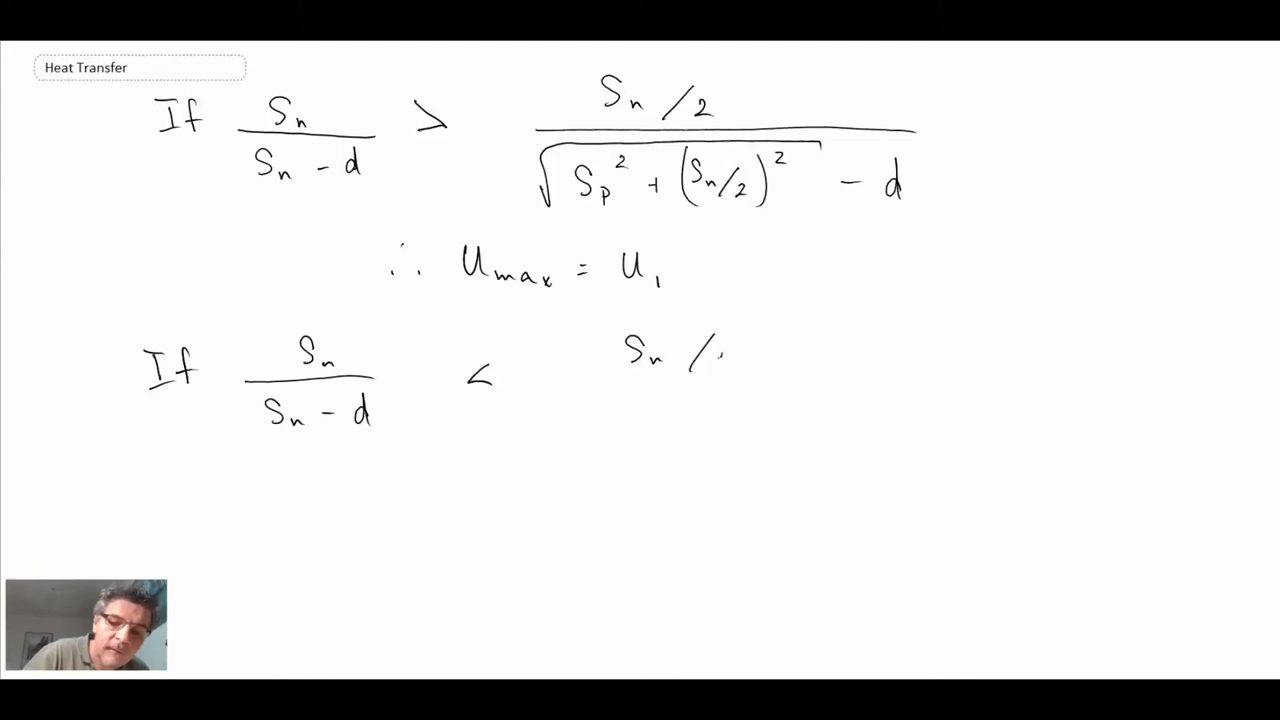 Heat Transfer
If Sn / (Sn - d) > (Sn/2) / (√(Sp² + (Sn/2)²) - d)
∴ Umax = U1
If Sn / (Sn - d) < Sn /